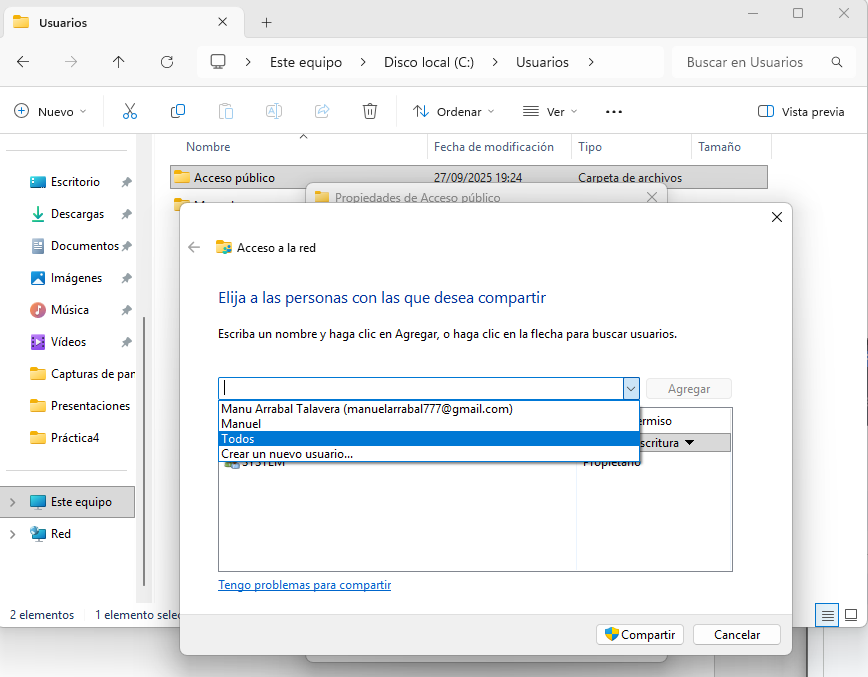 Usuarios
Este equipo
Disco local (C:)
Usuarios
Buscar en Usuarios
Nuevo
Ordenar
Ver
Vista previa
Nombre
Fecha de modificación
Tipo
Tamaño
Acceso público
27/09/2025 19:24
Carpeta de archivos
Propiedades de Acceso público
Escritorio
Descargas
Documentos
Imágenes
Música
Vídeos
Capturas de par
Presentaciones
Práctica4
Este equipo
Red
2 elementos
1 elemento selec
Acceso a la red
Elija a las personas con las que desea compartir
Escriba un nombre y haga clic en Agregar, o haga clic en la flecha para buscar usuarios.
Agregar
Manu Arrabal Talavera (manuelarrabal777@gmail.com)
Manuel
Todos
Crear un nuevo usuario...
ermiso
scritura
SYSTEM
Propietario
Tengo problemas para compartir
Compartir
Cancelar